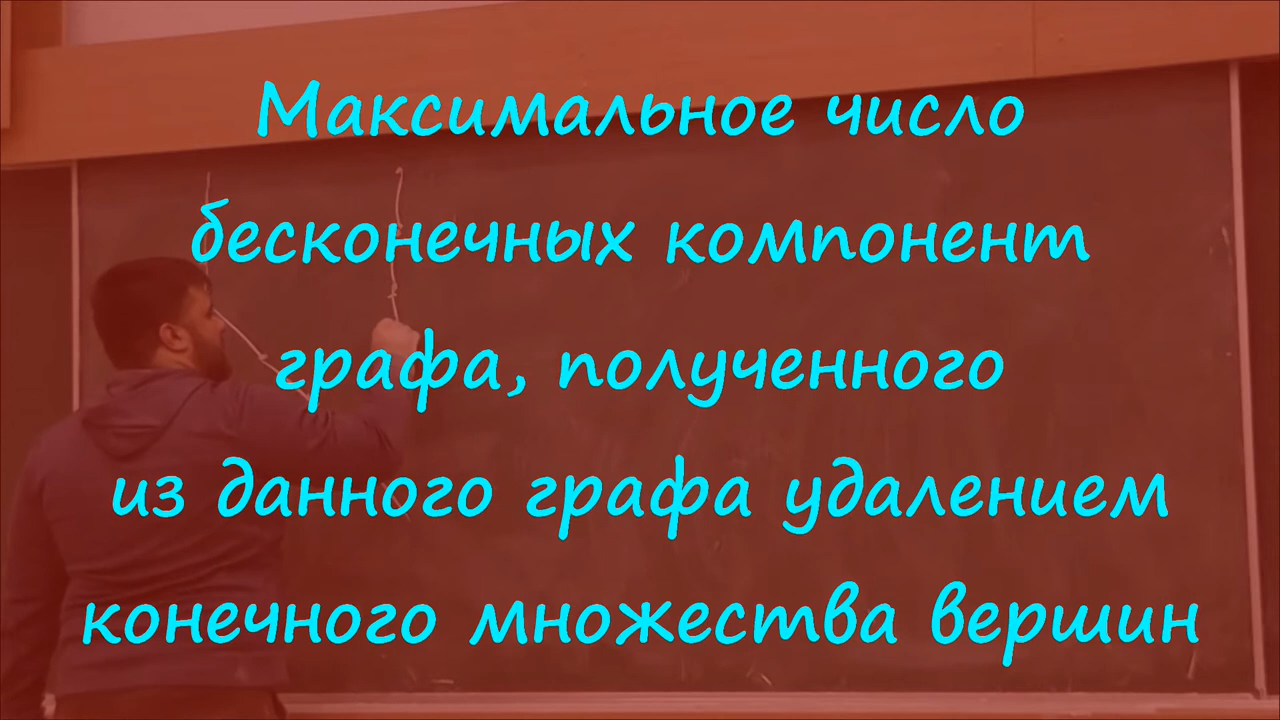 Максимальное число
бесконечных компонент
графа, полученного
из данного графа удалением
конечного множества вершин